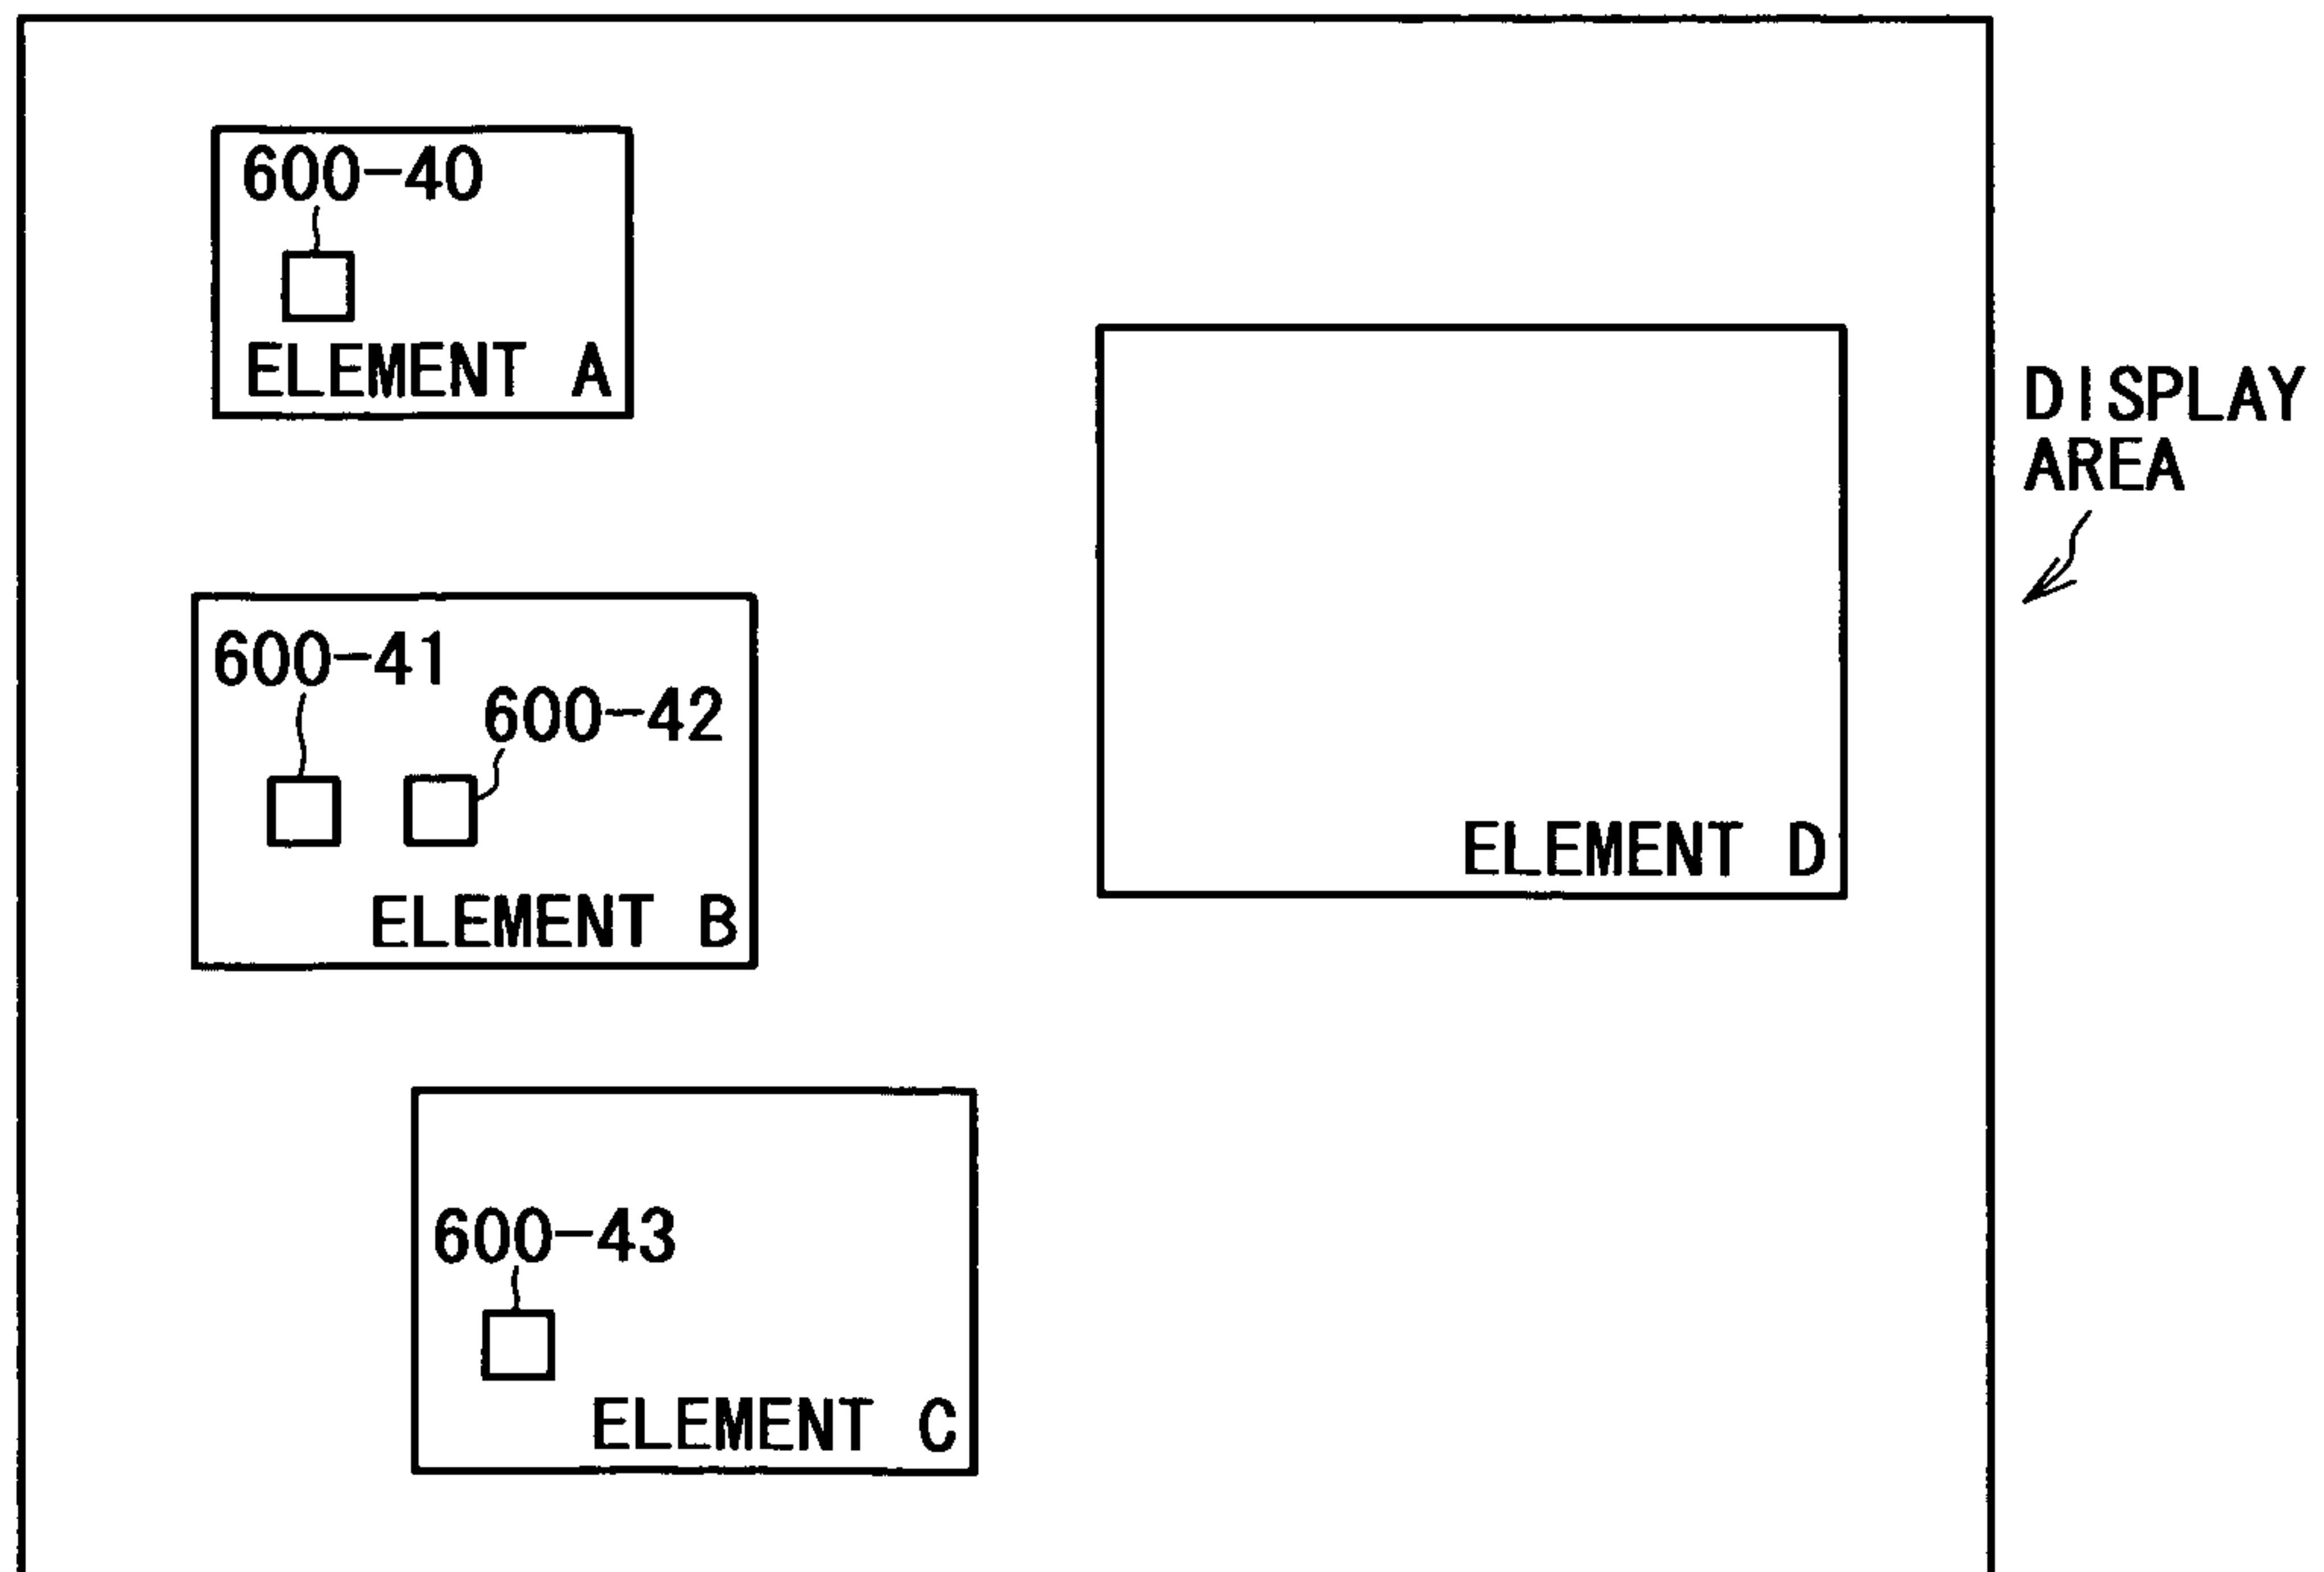 600-40
ELEMENT A
DISPLAY
AREA
600-41
600-42
ELEMENT D
ELEMENT B
600-43
ELEMENT C